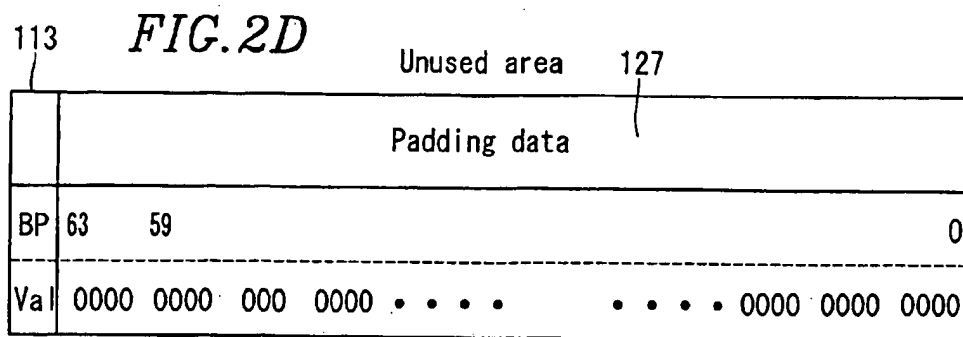 113 FIG.2D
Unused area 127
Padding data
BP 63 59 0
Val 0000 0000 000 0000 • • • • • • • • 0000 0000 0000